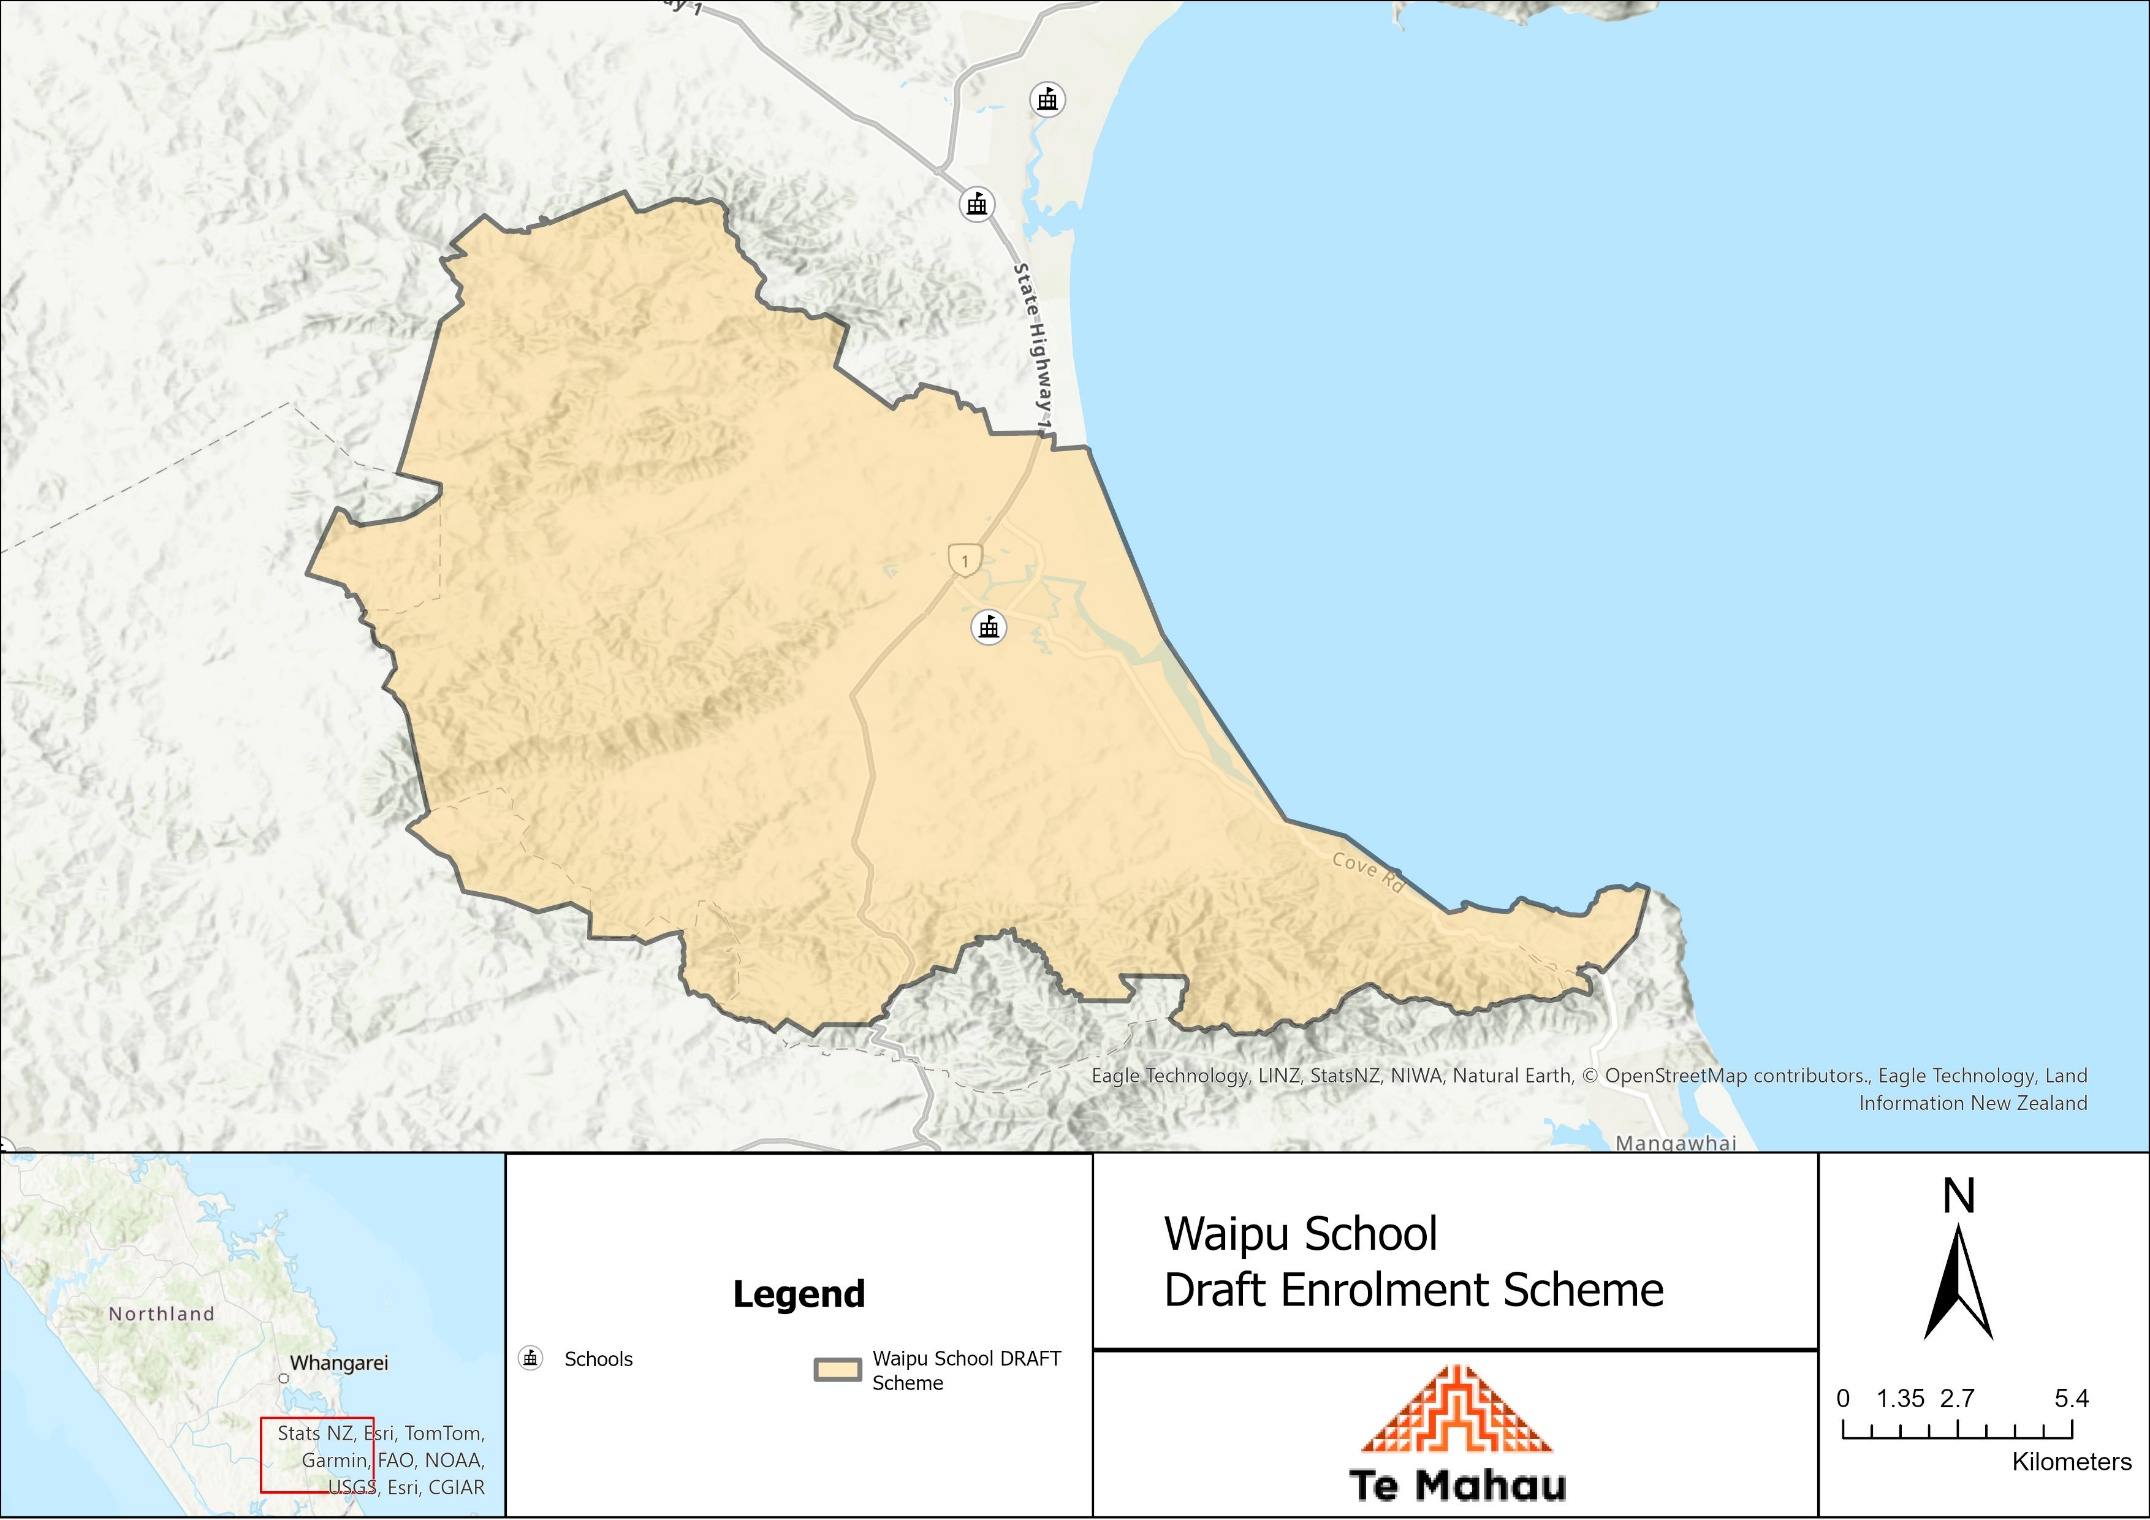 State Highway 1
1
Cove Rd
Eagle Technology, LINZ, StatsNZ, NIWA, Natural Earth, © OpenStreetMap contributors., Eagle Technology, Land
Information New Zealand
Mangawhai
Northland
Whangarei
Stats NZ, Esri, TomTom,
Garmin, FAO, NOAA,
USGS, Esri, CGIAR
Legend
Schools
Waipu School DRAFT
Scheme
Waipu School
Draft Enrolment Scheme
Te Mahau
N
0 1.35 2.7 5.4
Kilometers